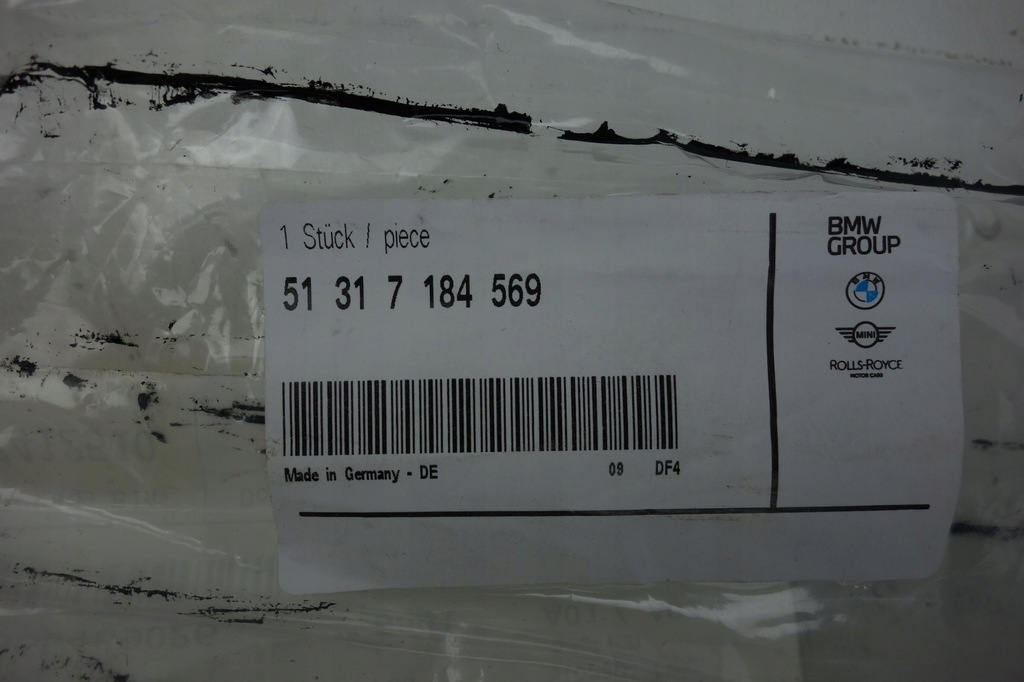 1 Stück / piece
51 31 7 184 569
Made in Germany - DE 09 DF4
BMW
GROUP
BMW
MINI
ROLLS-ROYCE
MOTOR CARS